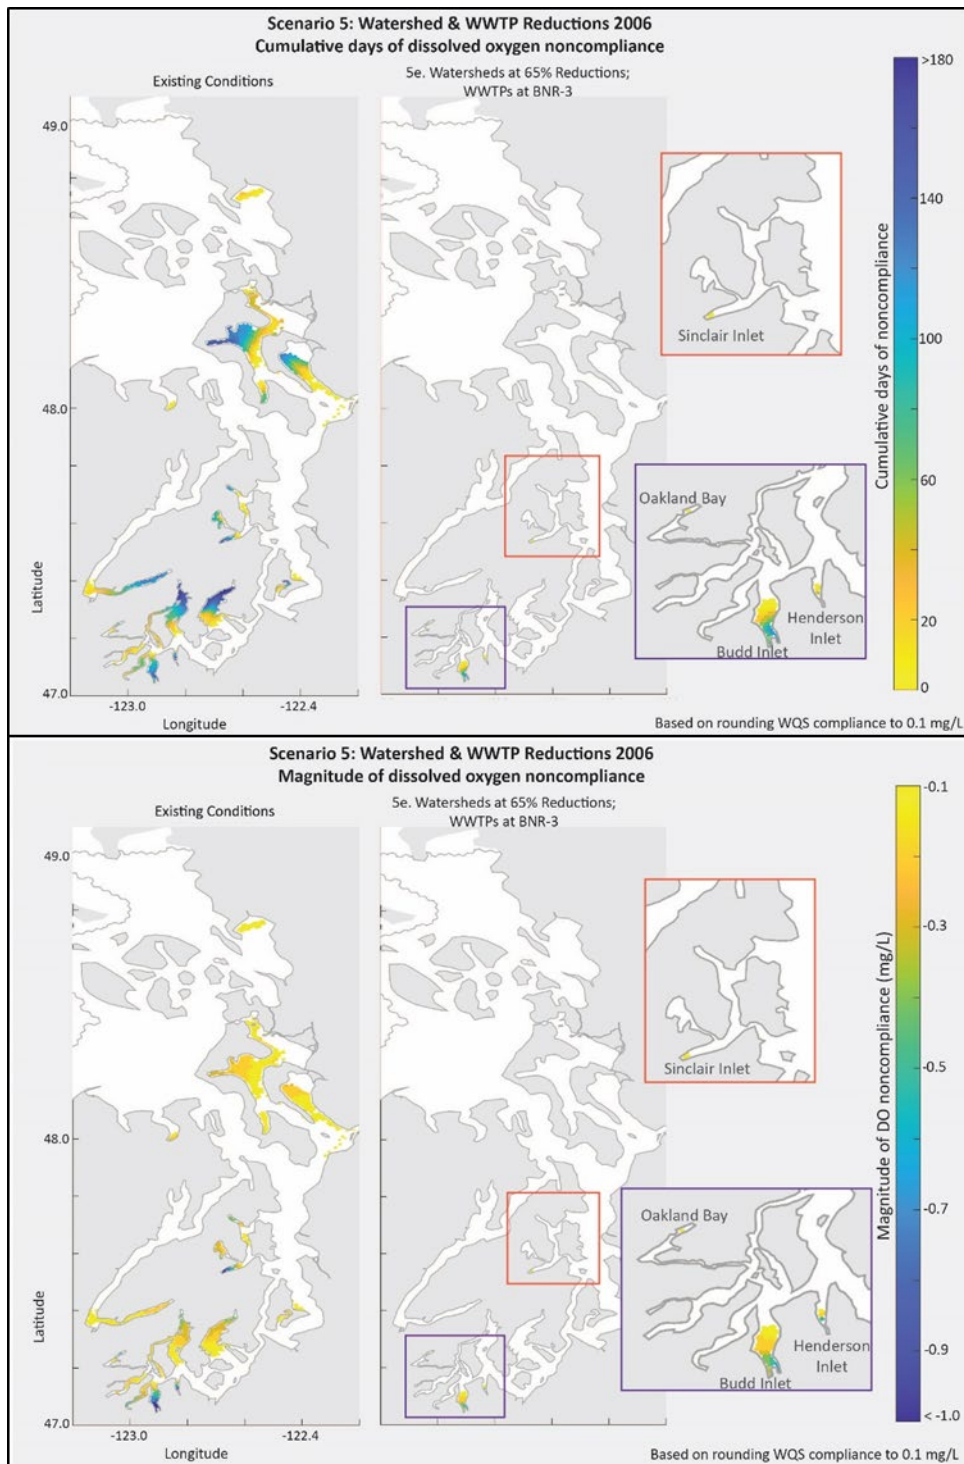 Scenario 5: Watershed & WWTP Reductions 2006
Cumulative days of dissolved oxygen noncompliance
Existing Conditions
5e. Watersheds at 65% Reductions;
WWTPs at BNR-3
49.0
48.0
47.0
Latitude
-123.0
-122.4
Longitude
Sinclair Inlet
Oakland Bay
Henderson
Inlet
Budd Inlet
>180
140
100
60
20
0
Cumulative days of noncompliance
Based on rounding WQS compliance to 0.1 mg/L
Scenario 5: Watershed & WWTP Reductions 2006
Magnitude of dissolved oxygen noncompliance
Existing Conditions
5e. Watersheds at 65% Reductions;
WWTPs at BNR-3
49.0
48.0
47.0
Latitude
-123.0
-122.4
Longitude
Sinclair Inlet
Oakland Bay
Henderson
Inlet
Budd Inlet
-0.1
-0.3
-0.5
-0.7
-0.9
< -1.0
Magnitude of DO noncompliance (mg/L)
Based on rounding WQS compliance to 0.1 mg/L